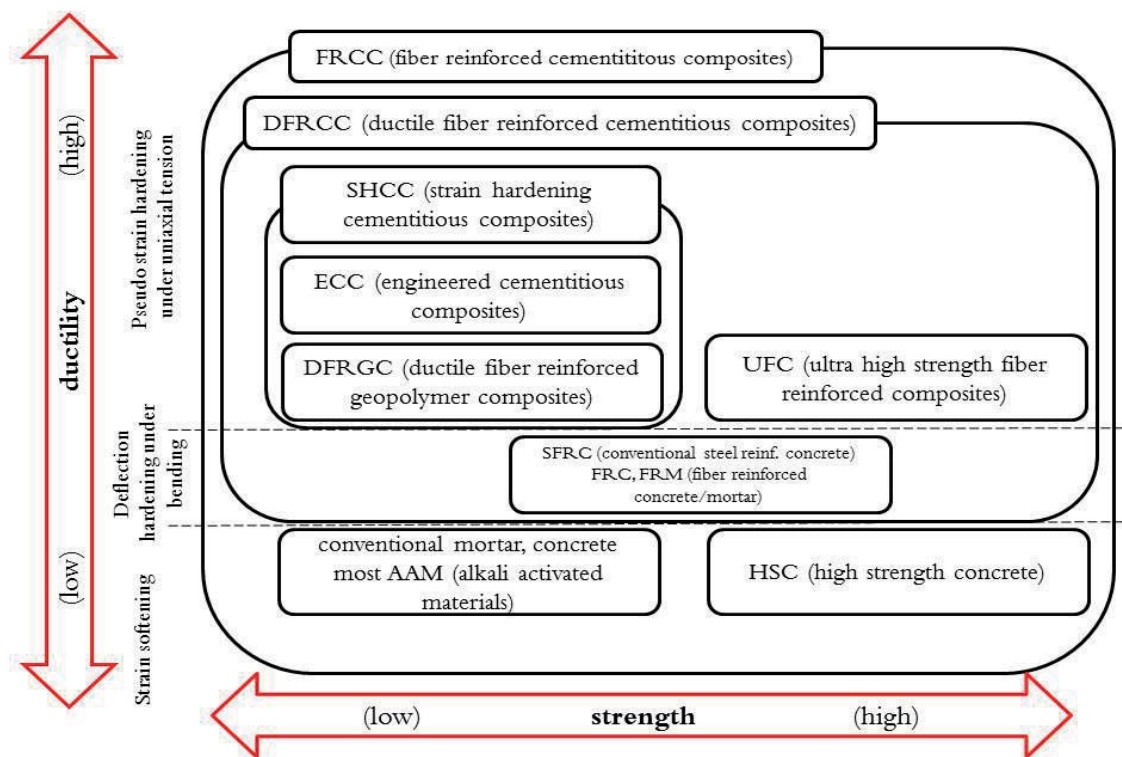 FRCC (fiber reinforced cementititous composites)
DFRCC (ductile fiber reinforced cementitious composites)
SHCC (strain hardening
cementitious composites)
ECC (engineered cementitious
composites)
DFRGC (ductile fiber reinforced
geopolymer composites)
UFC (ultra high strength fiber
reinforced composites)
SFRC (conventional steel reinf. concrete)
FRC, FRM (fiber reinforced
concrete/mortar)
conventional mortar, concrete
most AAM (alkali activated
materials)
HSC (high strength concrete)
(high)
ductility
(low)
Pseudo strain hardening
under uniaxial tension
Deflection
hardening under
bending
Strain softening
(low) strength (high)